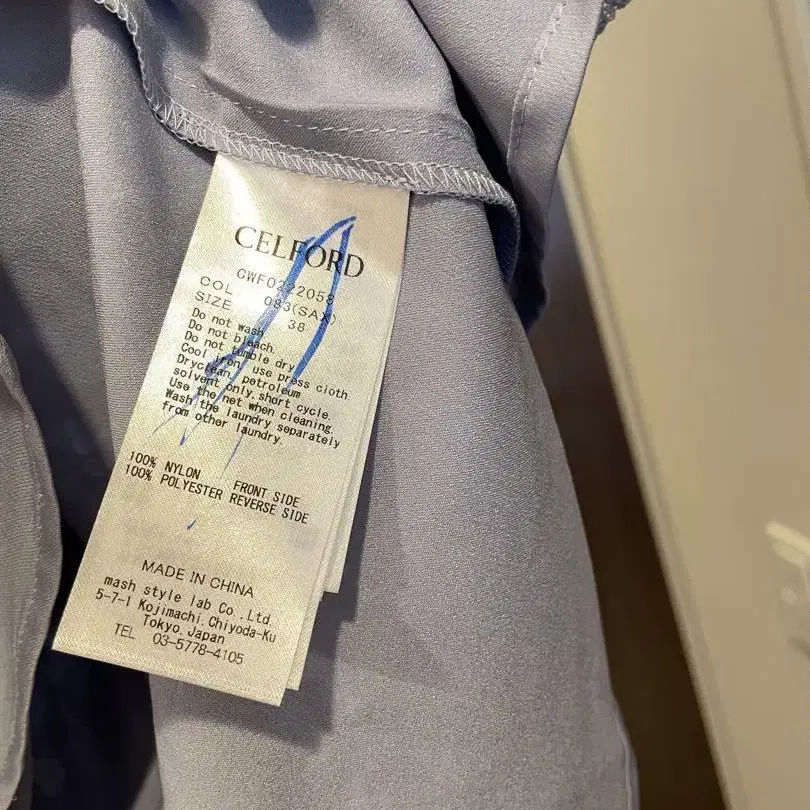 CELFORD
CWF0222058
COL 083(SAX)
SIZE 38
Do not wash
Do not bleach.
Do not tumble dry
Cool iron, use press cloth
Dryclean, petroleum
solvent only,short cycle.
Use the net when cleaning.
Wash the laundry separately
from other laundry.
100% NYLON FRONT SIDE
100% POLYESTER REVERSE SIDE
MADE IN CHINA
mash style lab Co.,Ltd.
5-7-1 Kojimachi,Chiyoda-Ku
Tokyo,Japan
TEL 03-5778-4105